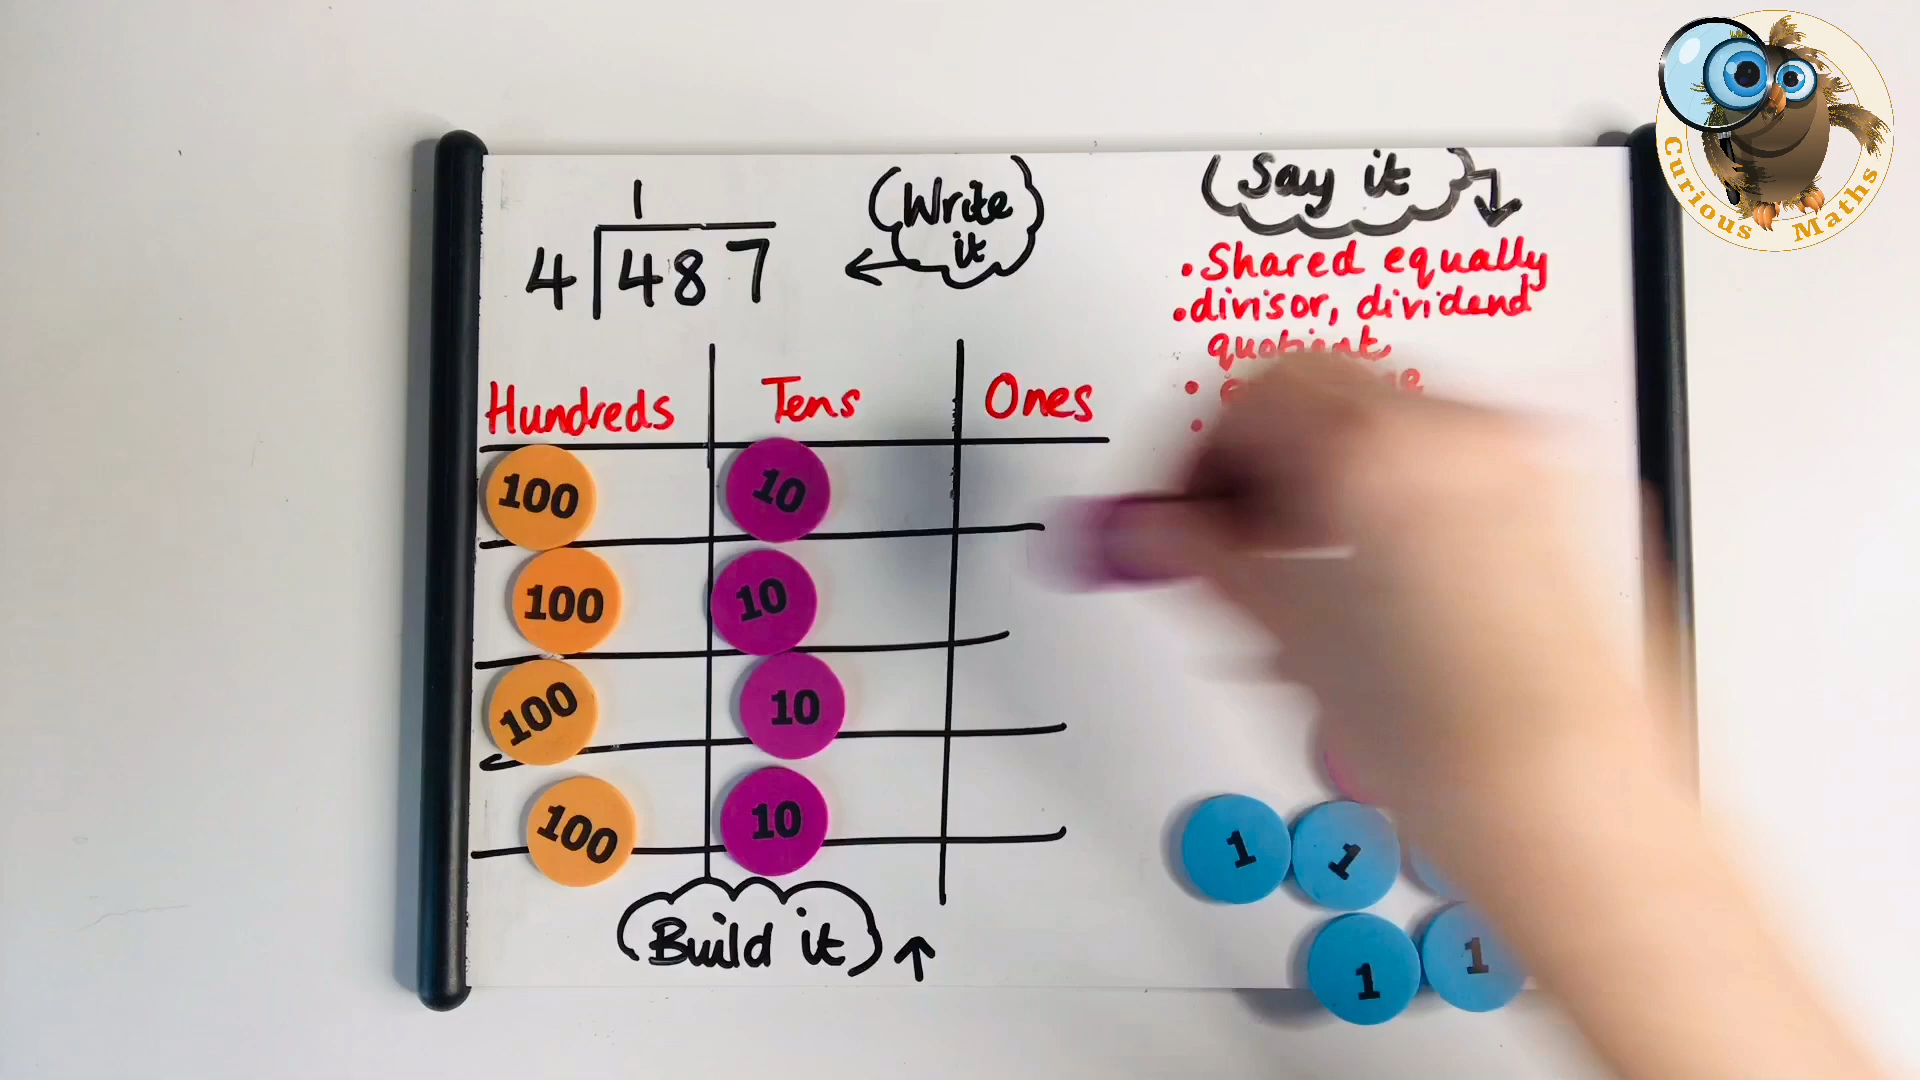 1
4 487
Write
it
Say it
• Shared equally
• divisor, dividend
quotient,
Hundreds Tens Ones
100 10
100 10
100 10
100 10
1 1
1 1
Build it
Curious Maths